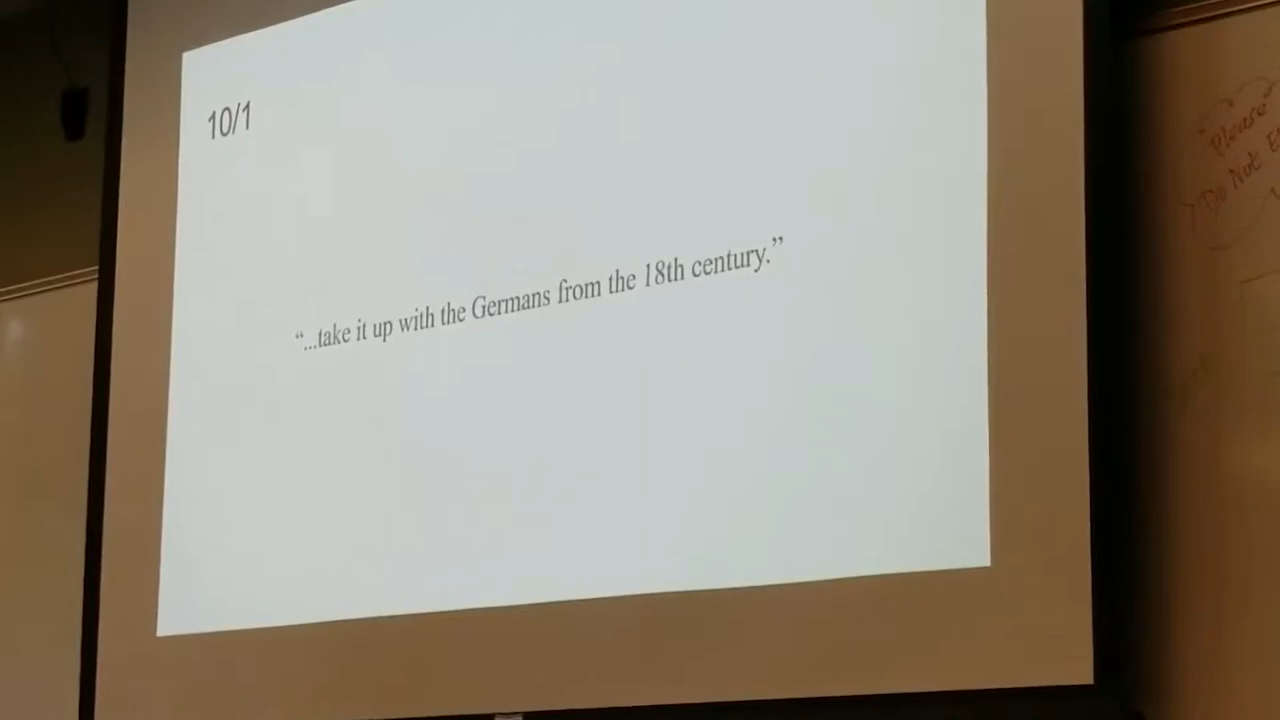 10/1
“...take it up with the Germans from the 18th century.”
Please
Do Not